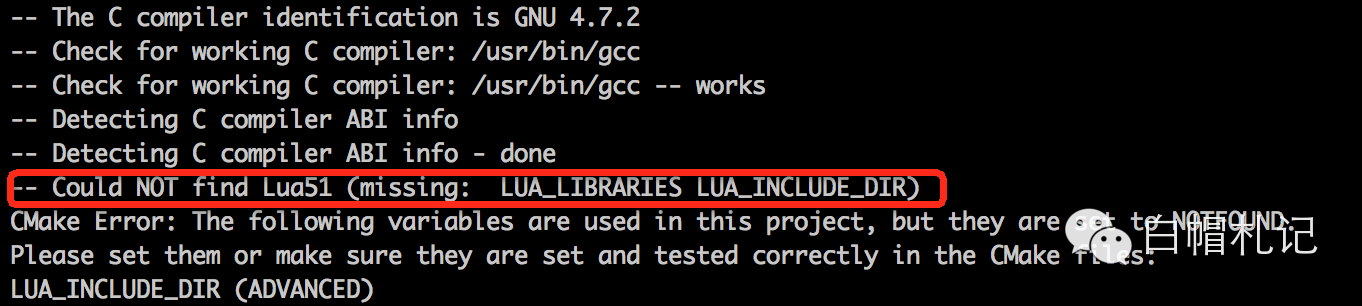 -- The C compiler identification is GNU 4.7.2
-- Check for working C compiler: /usr/bin/gcc
-- Check for working C compiler: /usr/bin/gcc -- works
-- Detecting C compiler ABI info
-- Detecting C compiler ABI info - done
-- Could NOT find Lua51 (missing:  LUA_LIBRARIES LUA_INCLUDE_DIR)
CMake Error: The following variables are used in this project, but they are set to NOTFOUND.
Please set them or make sure they are set and tested correctly in the CMake files:
LUA_INCLUDE_DIR (ADVANCED)
白帽札记